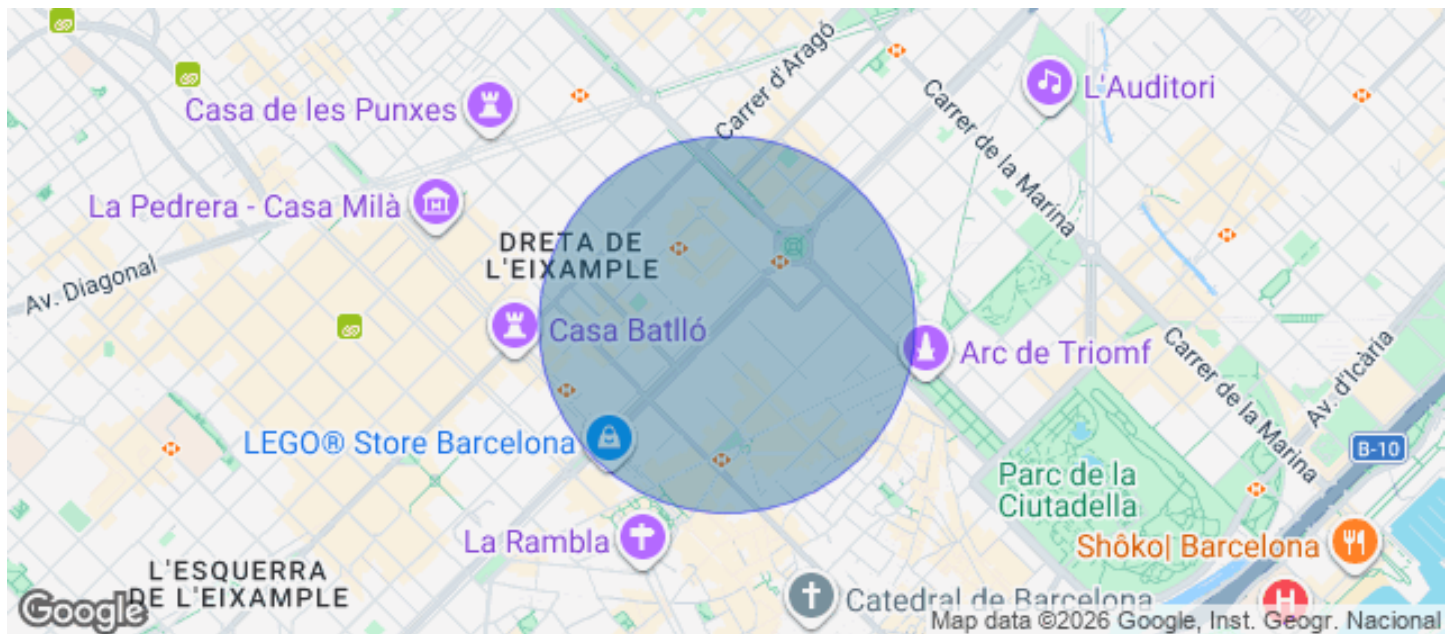 Carrer d'Aragó
L'Auditori
Casa de les Punxes
Carrer de la Marina
La Pedrera - Casa Milà
DRETA DE
L'EIXAMPLE
Av. Diagonal
Casa Batlló
Arc de Triomf
Av. d'Icària
Carrer de la Marina
LEGO® Store Barcelona
B-10
Parc de la
Ciutadella
La Rambla
Shôko| Barcelona
L'ESQUERRA
DE L'EIXAMPLE
Catedral de Barcelona
H
Google
Map data ©2026 Google, Inst. Geogr. Nacional